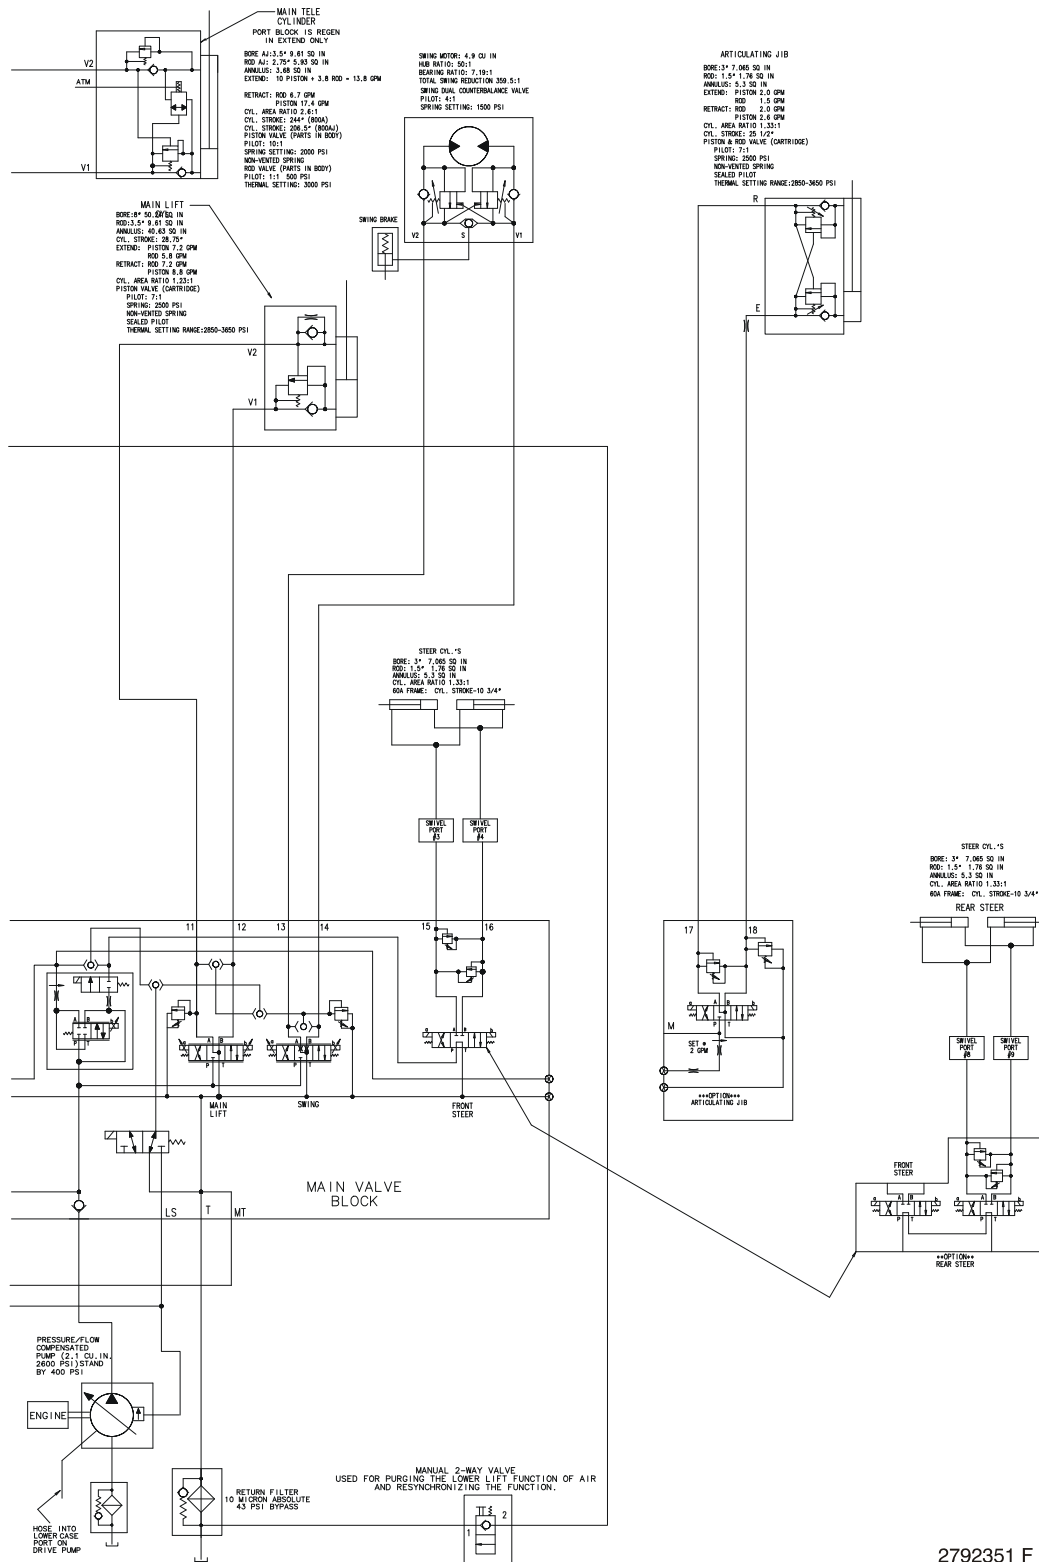 MAIN TELE
CYLINDER
PORT BLOCK IS REGEN
IN EXTEND ONLY
BORE AJ:3.5" 9.61 SQ IN
ROD AJ: 2.75" 5.93 SQ IN
ANNULUS: 3.68 SQ IN
EXTEND: 10 PISTON + 3.8 ROD = 13.8 GPM
RETRACT: ROD 6.7 GPM
PISTON 17.4 GPM
CYL. AREA RATIO 2.6:1
CYL. STROKE: 244" (800A)
CYL. STROKE: 206.5" (800AJ)
PISTON VALVE (PARTS IN BODY)
PILOT: 10:1
SPRING SETTING: 2000 PSI
NON-VENTED SPRING
ROD VALVE (PARTS IN BODY)
PILOT: 1:1 500 PSI
THERMAL SETTING: 3000 PSI
V2
ATM
V1
SWING MOTOR: 4.9 CU IN
HUB RATIO: 50:1
BEARING RATIO: 7.19:1
TOTAL SWING REDUCTION 359.5:1
SWING DUAL COUNTERBALANCE VALVE
PILOT: 4:1
SPRING SETTING: 1500 PSI
SWING BRAKE
V2
S
V1
ARTICULATING JIB
BORE:3" 7.065 SQ IN
ROD: 1.5" 1.76 SQ IN
ANNULUS: 5.3 SQ IN
EXTEND: PISTON 2.0 GPM
ROD 1.5 GPM
RETRACT: ROD 2.0 GPM
PISTON 2.6 GPM
CYL. AREA RATIO 1.33:1
CYL. STROKE: 25 1/2"
PISTON & ROD VALVE (CARTRIDGE)
PILOT: 7:1
SPRING: 2500 PSI
NON-VENTED SPRING
SEALED PILOT
THERMAL SETTING RANGE:2850-3650 PSI
R
E
MAIN LIFT
BORE:8" 50.24 SQ IN
ROD:3.5" 9.61 SQ IN
ANNULUS: 40.63 SQ IN
CYL. STROKE: 28.75"
EXTEND: PISTON 7.2 GPM
ROD 5.8 GPM
RETRACT: ROD 7.2 GPM
PISTON 8.8 GPM
CYL. AREA RATIO 1.23:1
PISTON VALVE (CARTRIDGE)
PILOT: 7:1
SPRING: 2500 PSI
NON-VENTED SPRING
SEALED PILOT
THERMAL SETTING RANGE:2850-3650 PSI
V2
V1
STEER CYL.'S
BORE: 3" 7.065 SQ IN
ROD: 1.5" 1.76 SQ IN
ANNULUS: 5.3 SQ IN
CYL. AREA RATIO 1.33:1
60A FRAME: CYL. STROKE-10 3/4"
SWIVEL
PORT
#3
SWIVEL
PORT
#4
STEER CYL.'S
BORE: 3" 7.065 SQ IN
ROD: 1.5" 1.76 SQ IN
ANNULUS: 5.3 SQ IN
CYL. AREA RATIO 1.33:1
60A FRAME: CYL. STROKE-10 3/4"
REAR STEER
SWIVEL
PORT
#8
SWIVEL
PORT
#9
11
12
13
14
15
16
17
18
A B
P T
MAIN
LIFT
A B
P T
SWING
a A B b
P T
FRONT
STEER
a A B b
P T
M
SET @
2 GPM
***OPTION***
ARTICULATING JIB
MAIN VALVE
BLOCK
LS
T
MT
FRONT
STEER
a A B b
P T
a A B b
P T
**OPTION**
REAR STEER
PRESSURE/FLOW
COMPENSATED
PUMP (2.1 CU.IN.
2600 PSI)STAND
BY 400 PSI
ENGINE
HOSE INTO
LOWER CASE
PORT ON
DRIVE PUMP
RETURN FILTER
10 MICRON ABSOLUTE
43 PSI BYPASS
MANUAL 2-WAY VALVE
USED FOR PURGING THE LOWER LIFT FUNCTION OF AIR
AND RESYNCHRONIZING THE FUNCTION.
1
2
2792351 F